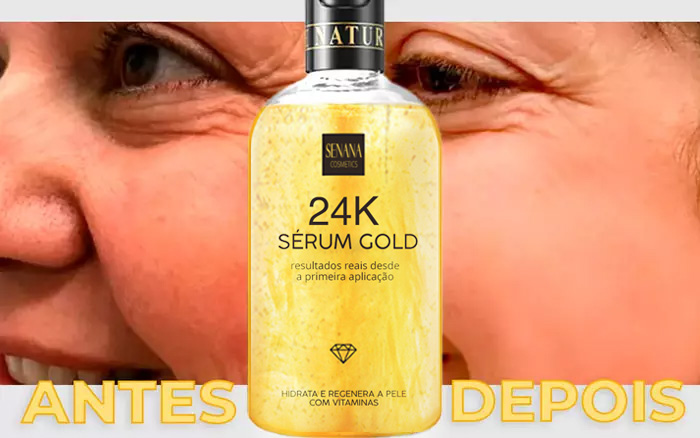 NATUR
SENANA
COSMETICS
24K
SÉRUM GOLD
resultados reais desde
a primeira aplicação
HIDRATA E REGENERA A PELE
COM VITAMINAS
ANTES
DEPOIS